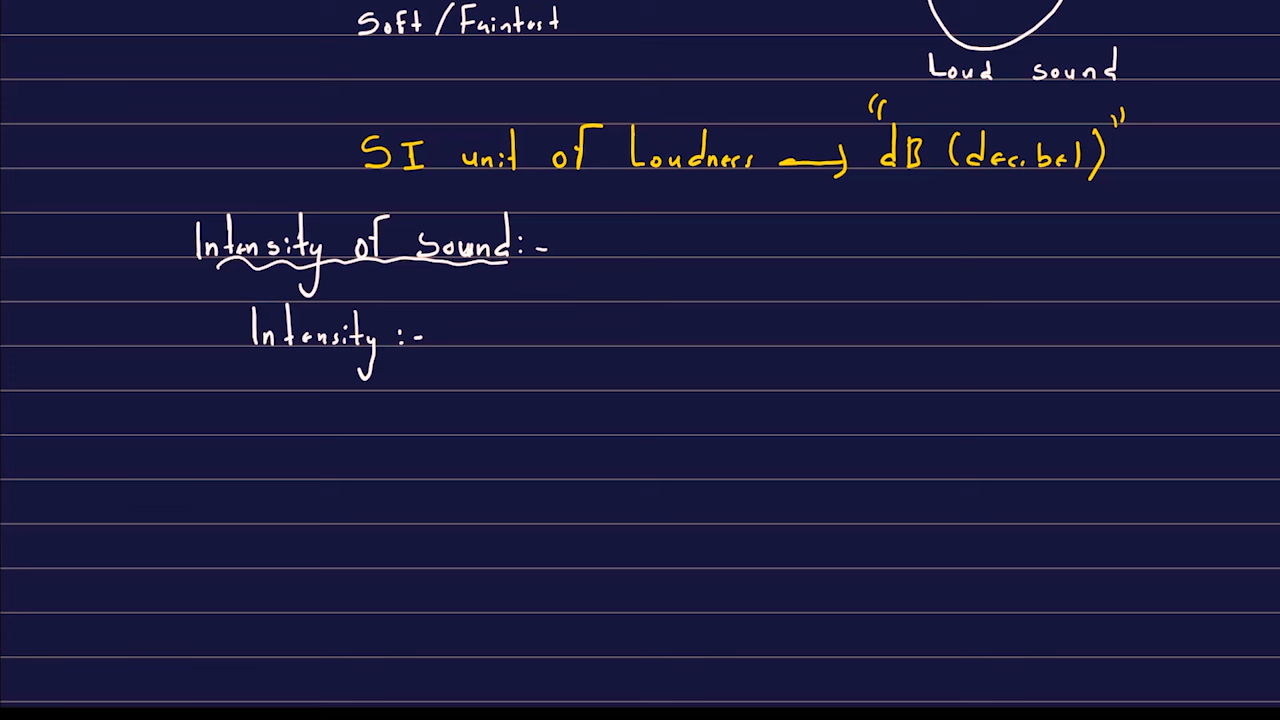 Soft / Faintest
Loud sound
SI unit of Loudness → "dB (decibel)"
Intensity of Sound:-
Intensity :-